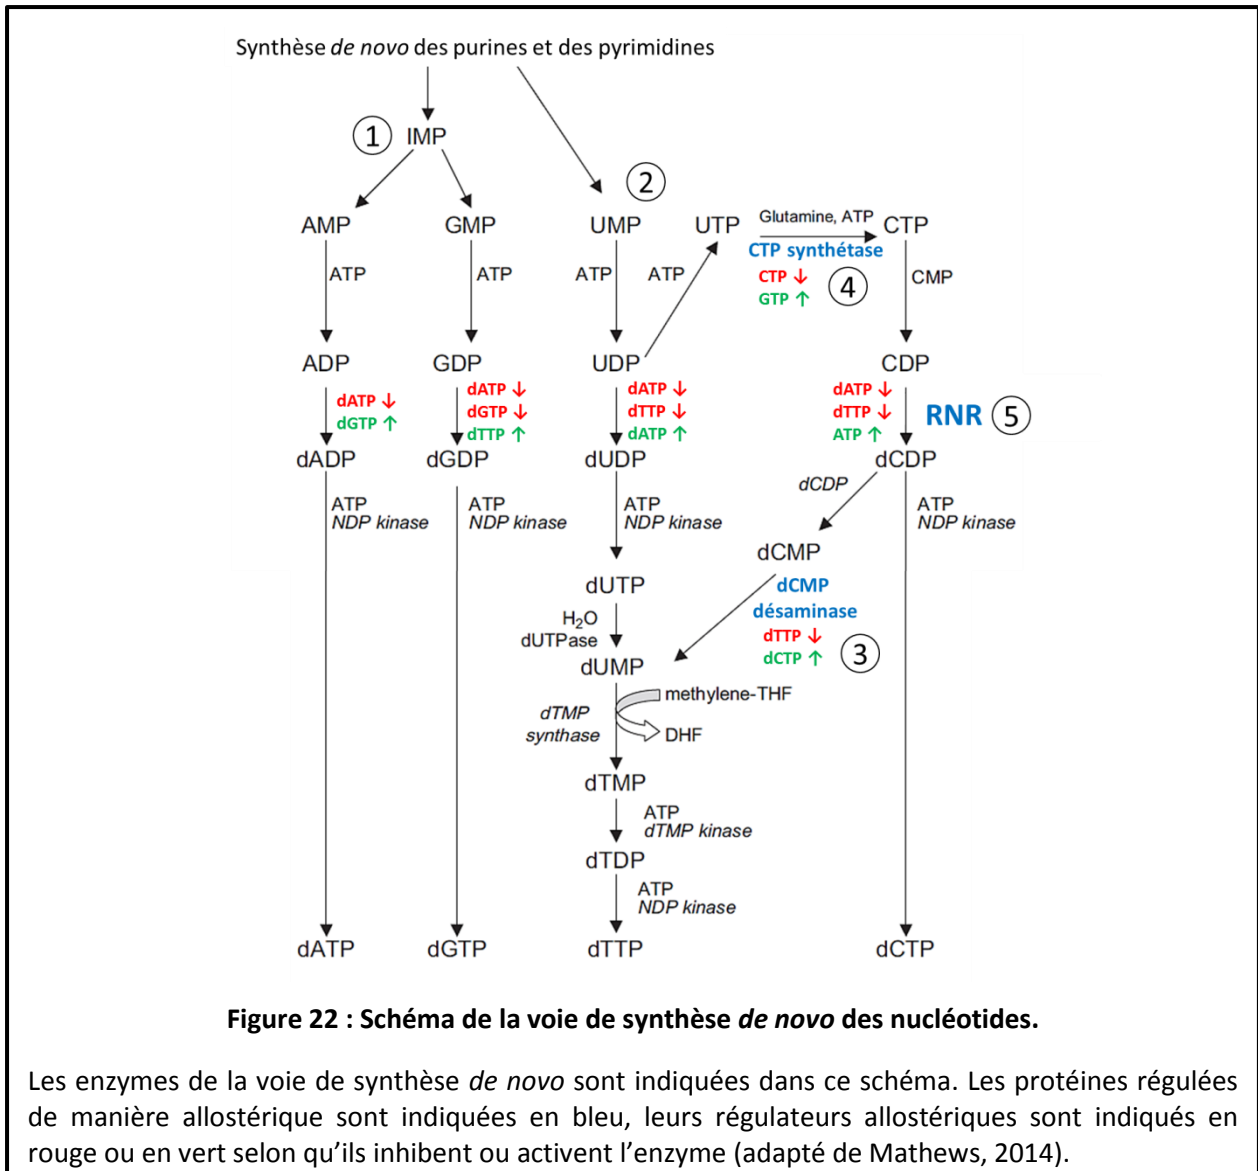 Synthèse de novo des purines et des pyrimidines
1 IMP
2
AMP GMP UMP UTP Glutamine, ATP CTP
CTP synthétase
CTP ↓
GTP ↑
4
ATP ATP ATP ATP CMP
ADP GDP UDP CDP
dATP ↓
dGTP ↑
dATP ↓
dGTP ↓
dTTP ↑
dATP ↓
dTTP ↓
dATP ↑
dATP ↓
dTTP ↓
ATP ↑
RNR 5
dADP dGDP dUDP dCDP
dCDP
ATP
NDP kinase
ATP
NDP kinase
ATP
NDP kinase
ATP
NDP kinase
dCMP
dUTP
dCMP
désaminase
dTTP ↓
dCTP ↑
3
H2O
dUTPase
dUMP
methylene-THF
dTMP
synthase
DHF
dTMP
ATP
dTMP kinase
dTDP
ATP
NDP kinase
dATP dGTP dTTP dCTP
Figure 22 : Schéma de la voie de synthèse de novo des nucléotides.
Les enzymes de la voie de synthèse de novo sont indiquées dans ce schéma. Les protéines régulées
de manière allostérique sont indiquées en bleu, leurs régulateurs allostériques sont indiqués en
rouge ou en vert selon qu'ils inhibent ou activent l'enzyme (adapté de Mathews, 2014).